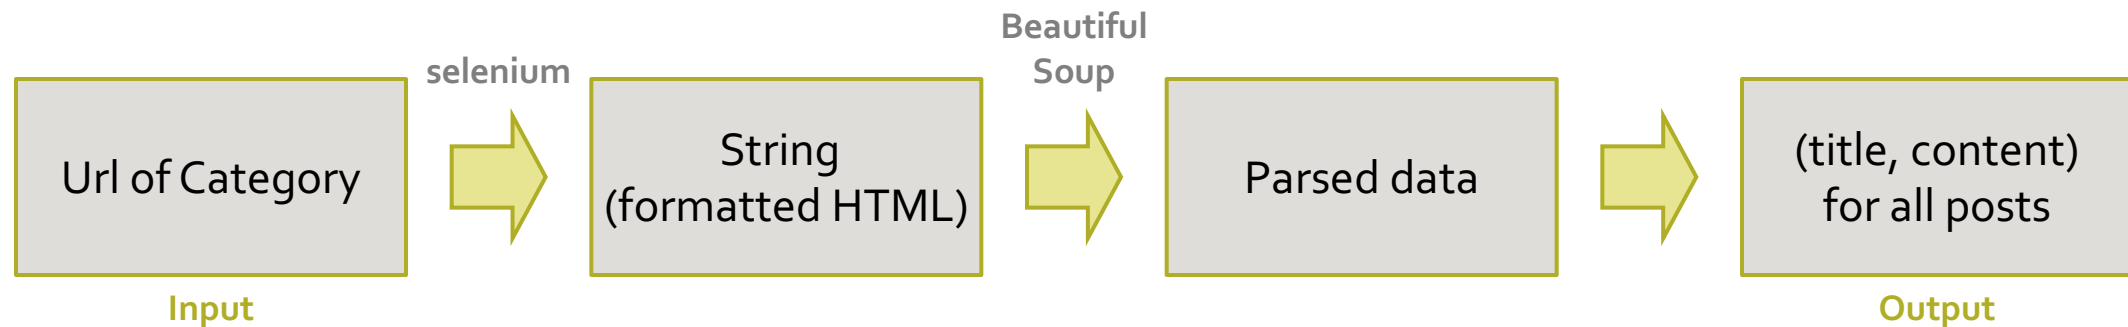 Beautiful
Soup
selenium
Url of Category
String
(formatted HTML)
Parsed data
(title, content)
for all posts
Input
Output